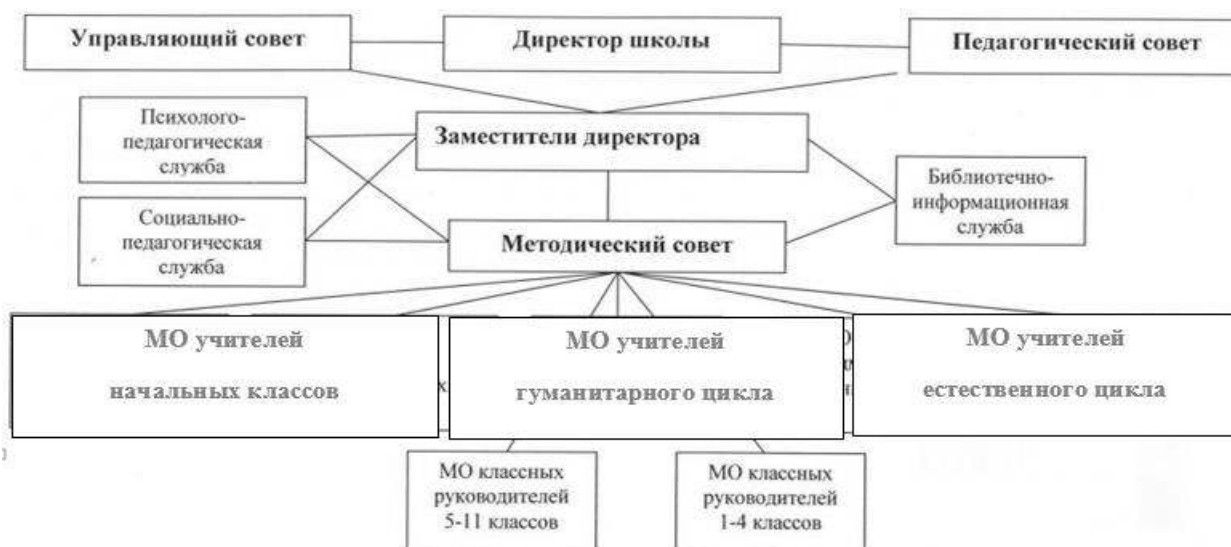 Управляющий совет
Директор школы
Педагогический совет
Психолого-
педагогическая
служба
Заместители директора
Библиотечно-
информационная
служба
Социально-
педагогическая
служба
Методический совет
МО учителей
начальных классов
МО учителей
гуманитарного цикла
МО учителей
естественного цикла
МО классных
руководителей
5-11 классов
МО классных
руководителей
1-4 классов